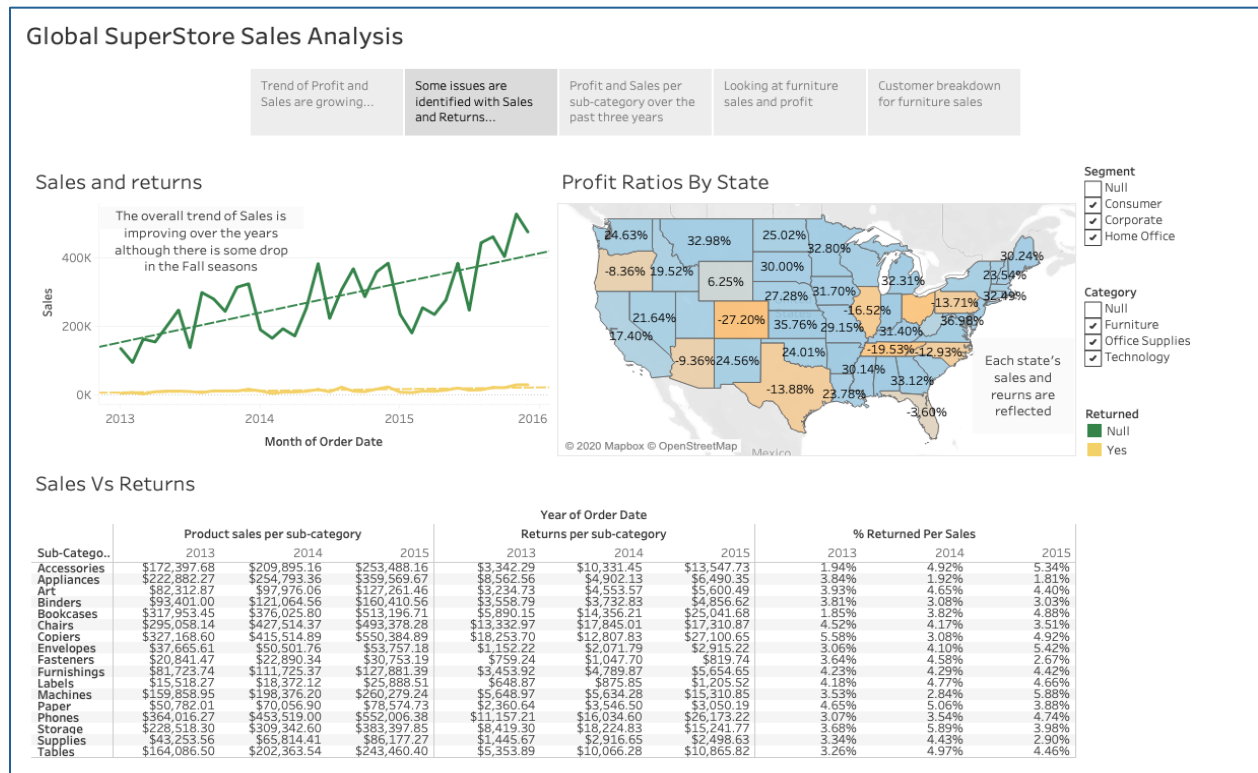 Global SuperStore Sales Analysis
Trend of Profit and
Sales are growing...
Some issues are
identified with Sales
and Returns...
Profit and Sales per
sub-category over the
past three years
Looking at furniture
sales and profit
Customer breakdown
for furniture sales
Sales and returns
The overall trend of Sales is
improving over the years
although there is some drop
in the Fall seasons
Sales
400K
200K
0K
2013 2014 2015 2016
Month of Order Date
Profit Ratios By State
24.63% 32.98% 25.02% 32.80% 30.24%
-8.36% 19.52% 6.25% 30.00% 32.31% 23.54%
27.28% 31.70% -16.52% -13.71% 32.49%
17.40% 21.64% -27.20% 35.76% 29.15% 31.40% 36.98%
-9.36% 24.56% 24.01% -19.53% -12.93%
-13.88% 23.78% 30.14% 33.12%
-3.60%
Each state's
sales and
reurns are
reflected
© 2020 Mapbox © OpenStreetMap
Mexico
Segment
Null
Consumer
Corporate
Home Office
Category
Null
Furniture
Office Supplies
Technology
Returned
Null
Yes
Sales Vs Returns
Year of Order Date
Product sales per sub-category Returns per sub-category % Returned Per Sales
Sub-Catego.. 2013 2014 2015 2013 2014 2015 2013 2014 2015
Accessories $172,397.68 $209,895.16 $253,488.16 $3,342.29 $10,331.45 $13,547.73 1.94% 4.92% 5.34%
Appliances $222,882.27 $254,793.36 $359,569.67 $8,562.56 $4,902.13 $6,490.35 3.84% 1.92% 1.81%
Art $82,312.87 $97,976.06 $127,261.46 $3,234.73 $4,553.57 $5,600.49 3.93% 4.65% 4.40%
Binders $93,401.00 $121,064.56 $160,410.56 $3,558.79 $3,732.83 $4,856.62 3.81% 3.08% 3.03%
Bookcases $317,953.45 $376,025.80 $513,196.71 $5,890.15 $14,356.21 $25,041.68 1.85% 3.82% 4.88%
Chairs $295,058.14 $427,514.37 $493,378.28 $13,332.97 $17,845.01 $17,310.87 4.52% 4.17% 3.51%
Copiers $327,168.60 $415,514.89 $550,384.89 $18,253.70 $12,807.83 $27,100.65 5.58% 3.08% 4.92%
Envelopes $37,665.61 $50,501.76 $53,757.18 $1,152.22 $2,071.79 $2,915.22 3.06% 4.10% 5.42%
Fasteners $20,841.47 $22,890.34 $30,753.19 $759.24 $1,047.70 $819.74 3.64% 4.58% 2.67%
Furnishings $81,723.74 $111,725.37 $127,881.39 $3,453.92 $4,789.87 $5,654.65 4.23% 4.29% 4.42%
Labels $15,518.27 $18,372.12 $25,888.51 $648.87 $875.85 $1,205.52 4.18% 4.77% 4.66%
Machines $159,858.95 $198,376.20 $260,279.24 $5,648.97 $5,634.28 $15,310.85 3.53% 2.84% 5.88%
Paper $50,782.01 $70,056.90 $78,574.73 $2,360.64 $3,546.50 $3,050.19 4.65% 5.06% 3.88%
Phones $364,016.27 $453,519.00 $552,006.38 $11,157.21 $16,034.60 $26,173.22 3.07% 3.54% 4.74%
Storage $228,518.30 $309,342.60 $383,397.85 $8,419.30 $18,224.83 $15,241.77 3.68% 5.89% 3.98%
Supplies $43,253.56 $65,814.41 $86,177.27 $1,445.67 $2,916.65 $2,498.63 3.34% 4.43% 2.90%
Tables $164,086.50 $202,363.54 $243,460.40 $5,353.89 $10,066.28 $10,865.82 3.26% 4.97% 4.46%